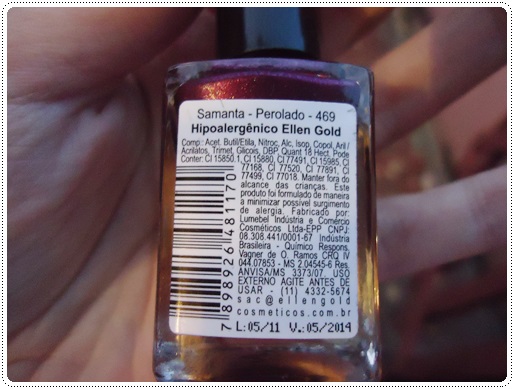 Samanta - Perolado - 469
Hipoalergênico Ellen Gold
Comp.: Acet. Butil/Etila, Nitroc, Alc, Isop, Copol, Aril /
Acrilatos, Trimet, Glicois, DBP, Quant 18 Hect. Pode
Conter: CI 15850.1, CI 15880, CI 77491, CI 15985 CI
77168, CI 77520, CI 77891, CI
77499, CI 77018. Manter fora do
alcance das crianças. Este
produto foi formulado de maneira
a minimizar possível surgimento
de alergia. Fabricado por:
Lumebel Indústria e Comércio
Cosméticos Ltda-EPP CNPJ:
08.308.441/0001-67 Indústria
Brasileira - Químico Respons.
Vagner de O. Ramos CRQ IV
044.07853 - MS 2.04545-6 Res.
ANVISA/MS 3373/07. USO
EXTERNO AGITE ANTES DE
USAR - (11) 4332-5674
sac@ellengold
cosmeticos.com.br
7898926481170
L:05/11 V.:05/2014